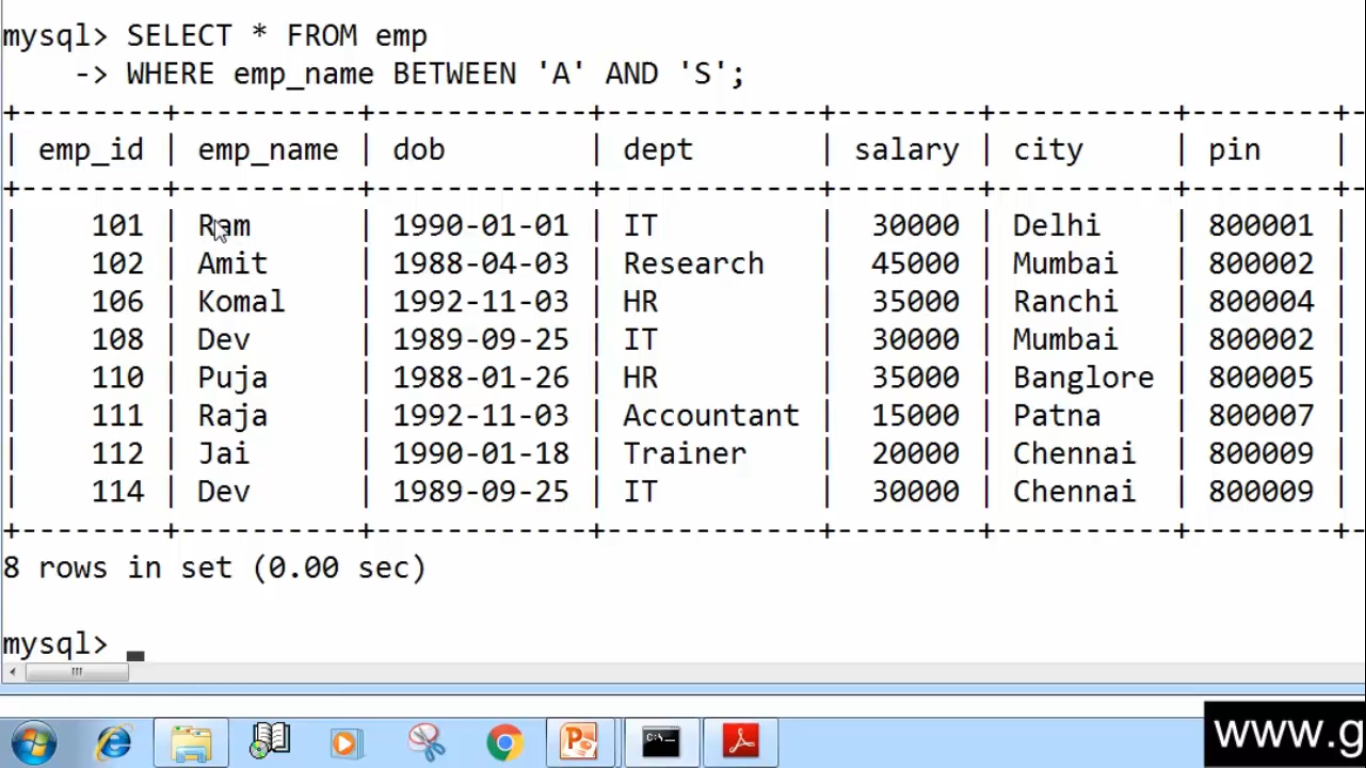 mysql> SELECT * FROM emp
    -> WHERE emp_name BETWEEN 'A' AND 'S';
+--------+----------+------------+------------+--------+----------+--------+-
| emp_id | emp_name | dob        | dept       | salary | city     | pin    |
+--------+----------+------------+------------+--------+----------+--------+-
|    101 | Ram      | 1990-01-01 | IT         |  30000 | Delhi    | 800001 |
|    102 | Amit     | 1988-04-03 | Research   |  45000 | Mumbai   | 800002 |
|    106 | Komal    | 1992-11-03 | HR         |  35000 | Ranchi   | 800004 |
|    108 | Dev      | 1989-09-25 | IT         |  30000 | Mumbai   | 800002 |
|    110 | Puja     | 1988-01-26 | HR         |  35000 | Banglore | 800005 |
|    111 | Raja     | 1992-11-03 | Accountant |  15000 | Patna    | 800007 |
|    112 | Jai      | 1990-01-18 | Trainer    |  20000 | Chennai  | 800009 |
|    114 | Dev      | 1989-09-25 | IT         |  30000 | Chennai  | 800009 |
+--------+----------+------------+------------+--------+----------+--------+-
8 rows in set (0.00 sec)
mysql> _
www.g